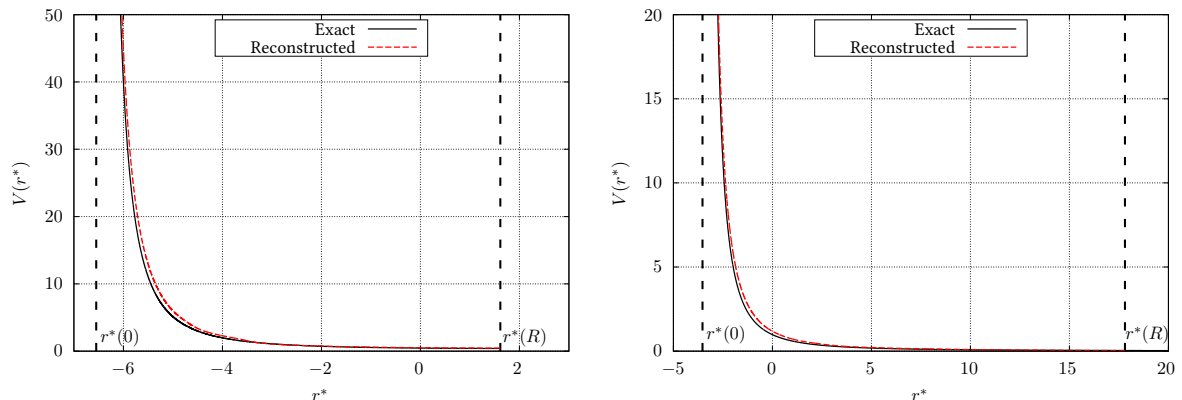 50
40
30
20
10
0
V(r*)
Exact
Reconstructed
r*(0)
r*(R)
−6
−4
−2
0
2
r*
20
15
10
5
0
V(r*)
Exact
Reconstructed
r*(0)
r*(R)
−5
0
5
10
15
20
r*